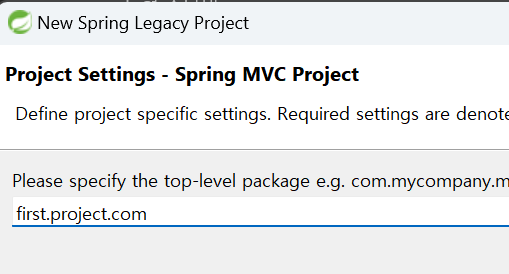 New Spring Legacy Project
Project Settings - Spring MVC Project
Define project specific settings. Required settings are denote
Please specify the top-level package e.g. com.mycompany.m
first.project.com